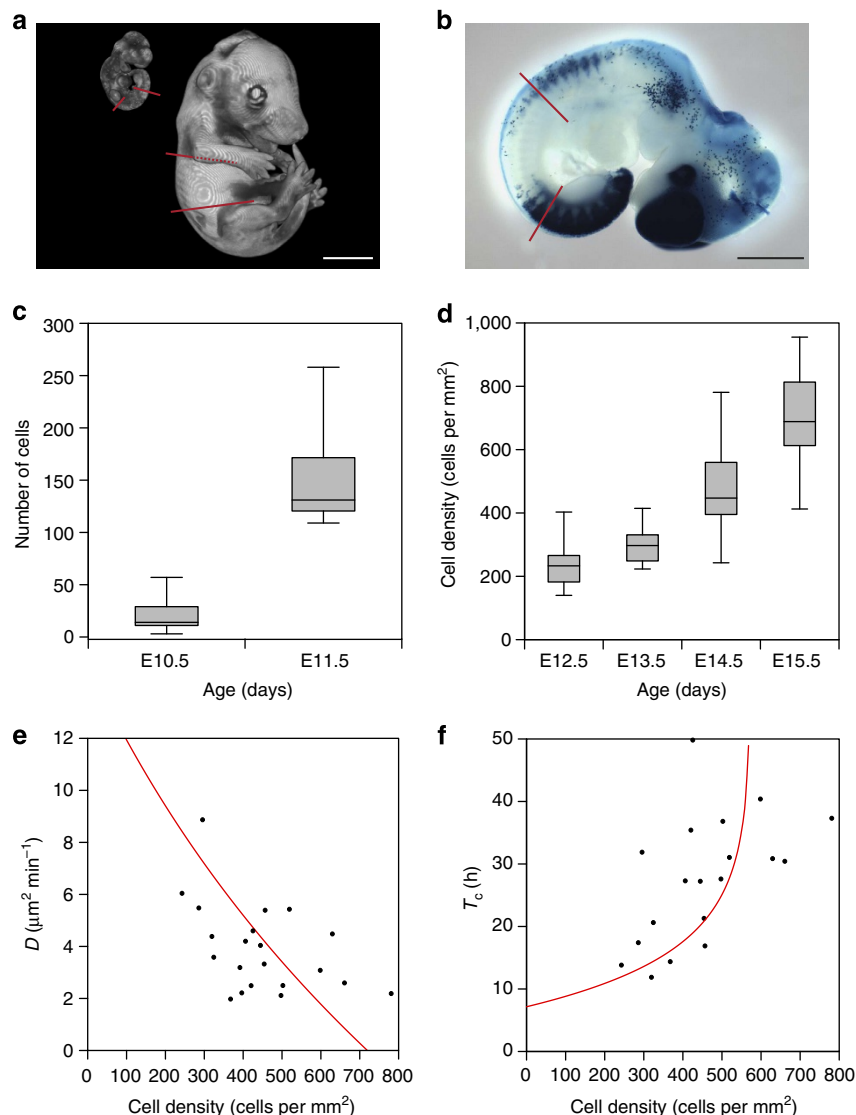 a
b
c
300
250
200
150
100
50
0
Number of cells
E10.5
E11.5
Age (days)
d
1,000
800
600
400
200
0
Cell density (cells per mm²)
E12.5
E13.5
E14.5
E15.5
Age (days)
e
12
10
8
6
4
2
0
D (μm² min⁻¹)
0 100 200 300 400 500 600 700 800
Cell density (cells per mm²)
f
50
40
30
20
10
0
Tc (h)
0 100 200 300 400 500 600 700 800
Cell density (cells per mm²)